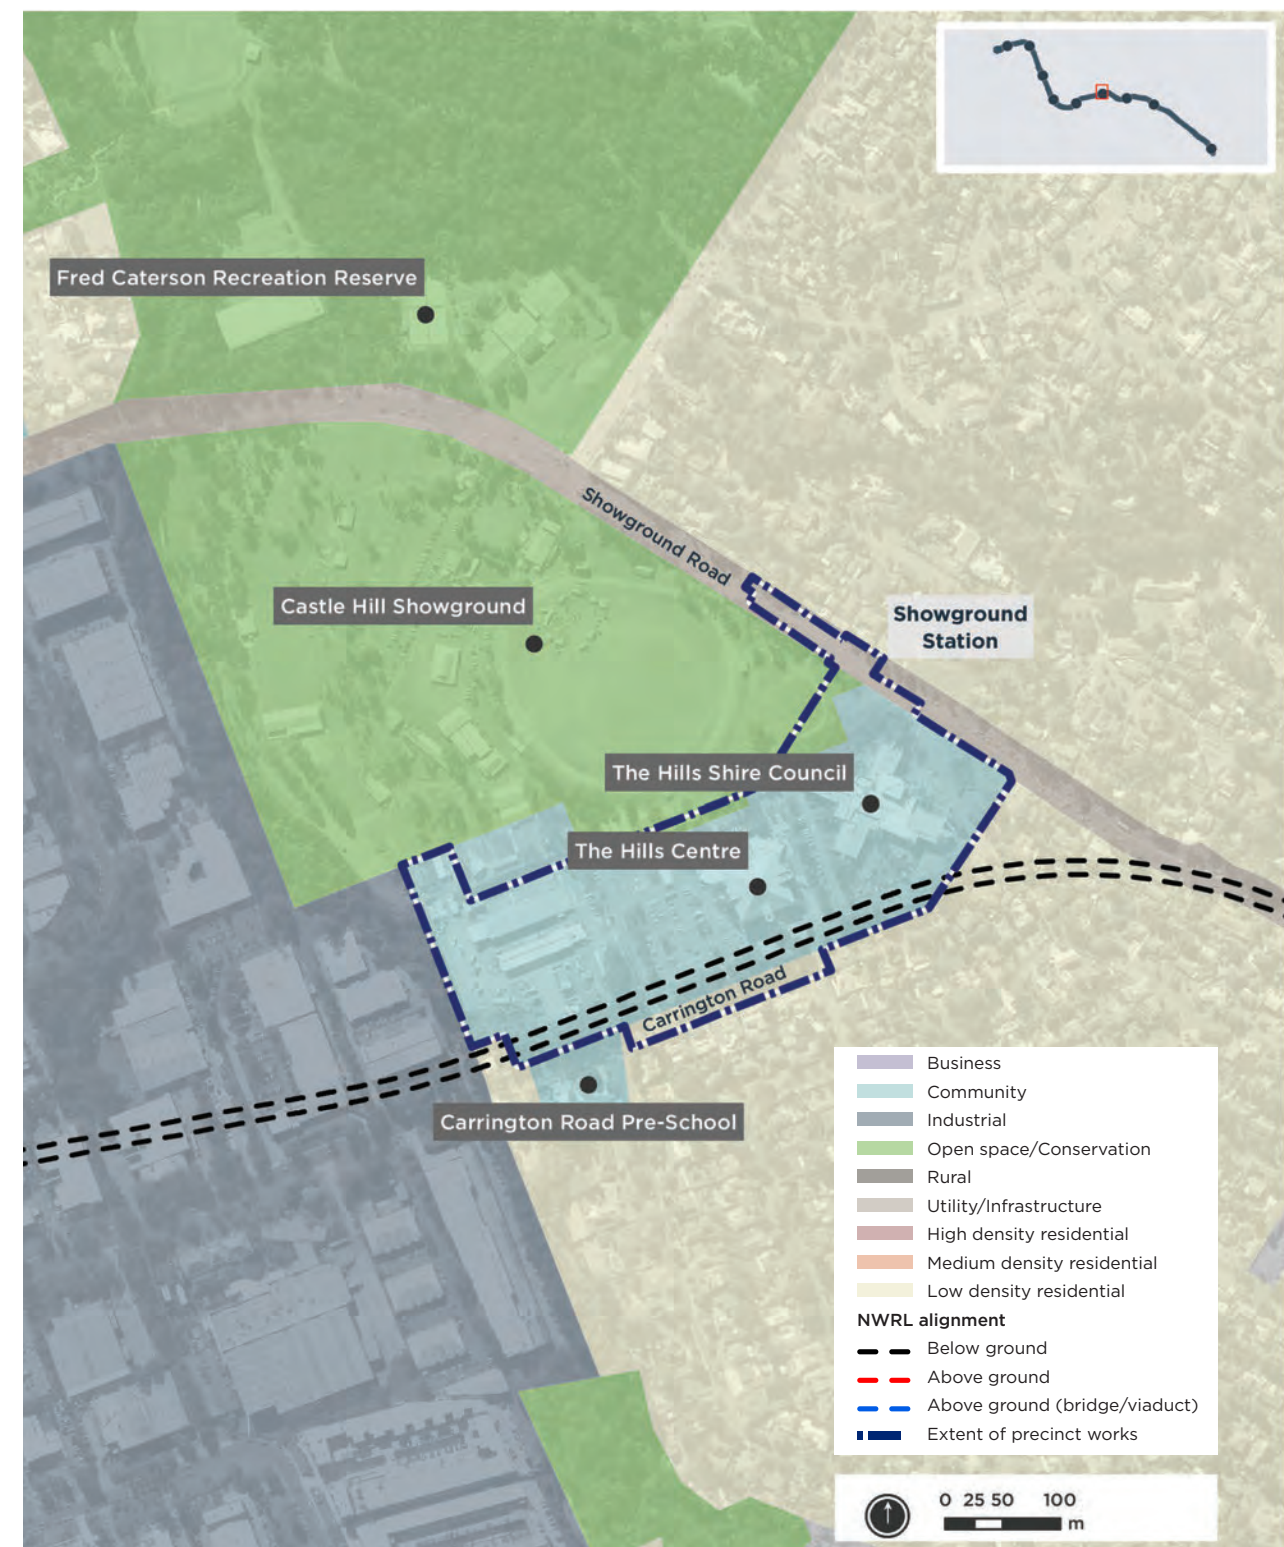 Fred Caterson Recreation Reserve
Showground Road
Castle Hill Showground
Showground
Station
The Hills Shire Council
The Hills Centre
Carrington Road
Carrington Road Pre-School
Business
Community
Industrial
Open space/Conservation
Rural
Utility/Infrastructure
High density residential
Medium density residential
Low density residential
NWRL alignment
Below ground
Above ground
Above ground (bridge/viaduct)
Extent of precinct works
0 25 50 100
m